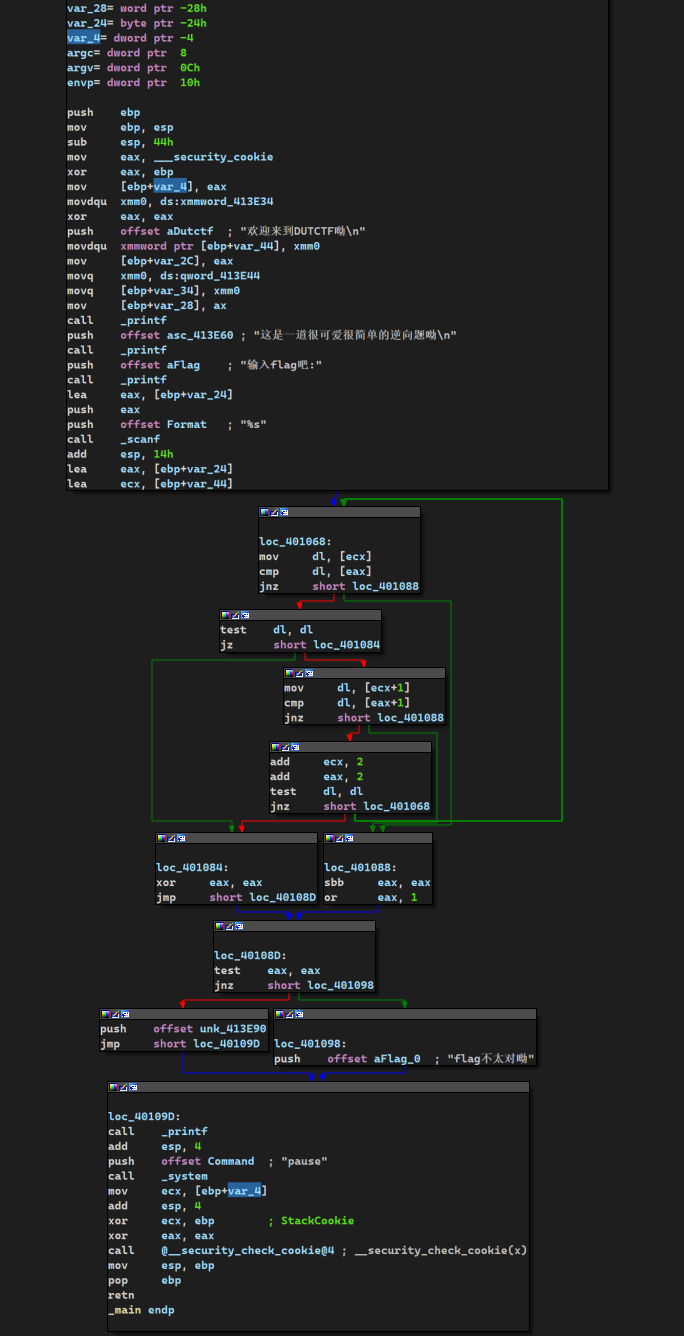 var_28= word ptr -28h
var_24= byte ptr -24h
var_4= dword ptr -4
argc= dword ptr  8
argv= dword ptr  0Ch
envp= dword ptr  10h
push    ebp
mov     ebp, esp
sub     esp, 44h
mov     eax, ___security_cookie
xor     eax, ebp
mov     [ebp+var_4], eax
movdqu  xmm0, ds:xmmword_413E34
xor     eax, eax
push    offset aDutctf  ; "欢迎来到DUTCTF呦\n"
movdqu  xmmword ptr [ebp+var_44], xmm0
mov     [ebp+var_2C], eax
movq    xmm0, ds:qword_413E44
movq    [ebp+var_34], xmm0
mov     [ebp+var_28], ax
call    _printf
push    offset asc_413E60 ; "这是一道很可爱很简单的逆向题呦\n"
call    _printf
push    offset aFlag    ; "输入flag吧:"
call    _printf
lea     eax, [ebp+var_24]
push    eax
push    offset Format   ; "%s"
call    _scanf
add     esp, 14h
lea     eax, [ebp+var_24]
lea     ecx, [ebp+var_44]
loc_401068:
mov     dl, [ecx]
cmp     dl, [eax]
jnz     short loc_401088
test    dl, dl
jz      short loc_401084
mov     dl, [ecx+1]
cmp     dl, [eax+1]
jnz     short loc_401088
add     ecx, 2
add     eax, 2
test    dl, dl
jnz     short loc_401068
loc_401084:
xor     eax, eax
jmp     short loc_40108D
loc_401088:
sbb     eax, eax
or      eax, 1
loc_40108D:
test    eax, eax
jnz     short loc_401098
push    offset unk_413E90
jmp     short loc_40109D
loc_401098:
push    offset aFlag_0  ; "flag不太对呦"
loc_40109D:
call    _printf
add     esp, 4
push    offset Command  ; "pause"
call    _system
mov     ecx, [ebp+var_4]
add     esp, 4
xor     ecx, ebp        ; StackCookie
xor     eax, eax
call    @__security_check_cookie@4 ; __security_check_cookie(x)
mov     esp, ebp
pop     ebp
retn
_main endp